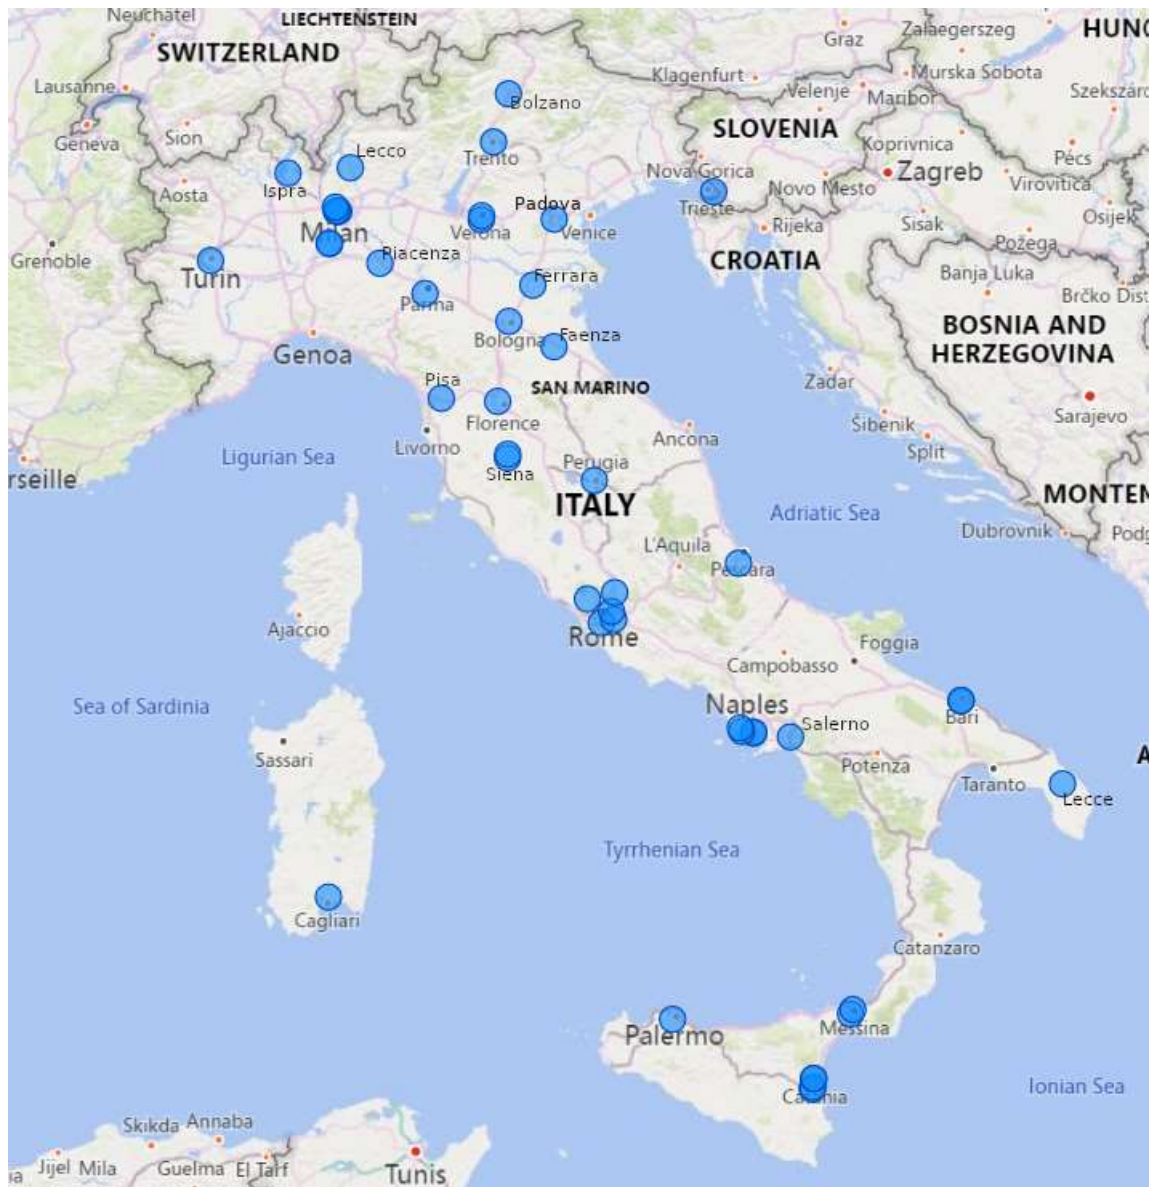 Neuchatel
LIECHTENSTEIN
SWITZERLAND
Graz
Zalaegerszeg
HUNG
Klagenfurt
Murska Sobota
Lausanne
Velenje
Maribor
Szekszárd
Bolzano
SLOVENIA
Geneva
Sion
Lecco
Trento
Koprivnica
Pécs
Nova Gorica
Zagreb
Aosta
Ispra
Novo Mesto
Virovitica
Padova
Trieste
Osijek
Milan
Verona
Venice
Rijeka
Sisak
Požega
Grenoble
Piacenza
CROATIA
Banja Luka
Turin
Ferrara
Brčko Dist
Parma
BOSNIA AND
HERZEGOVINA
Genoa
Bologna
Faenza
Pisa
SAN MARINO
Zadar
Sarajevo
Florence
Šibenik
Livorno
Ancona
Split
Ligurian Sea
Perugia
rseille
Siena
MONTEN
ITALY
Adriatic Sea
Dubrovnik
Podg
L'Aquila
Pescara
Ajaccio
Rome
Foggia
Campobasso
Sea of Sardinia
Naples
Salerno
Bari
Sassari
Potenza
A
Taranto
Lecce
Tyrrhenian Sea
Cagliari
Catanzaro
Palermo
Messina
Ionian Sea
Catania
Skikda
Annaba
Jijel
Mila
Guelma
El Tarf
Tunis
ia